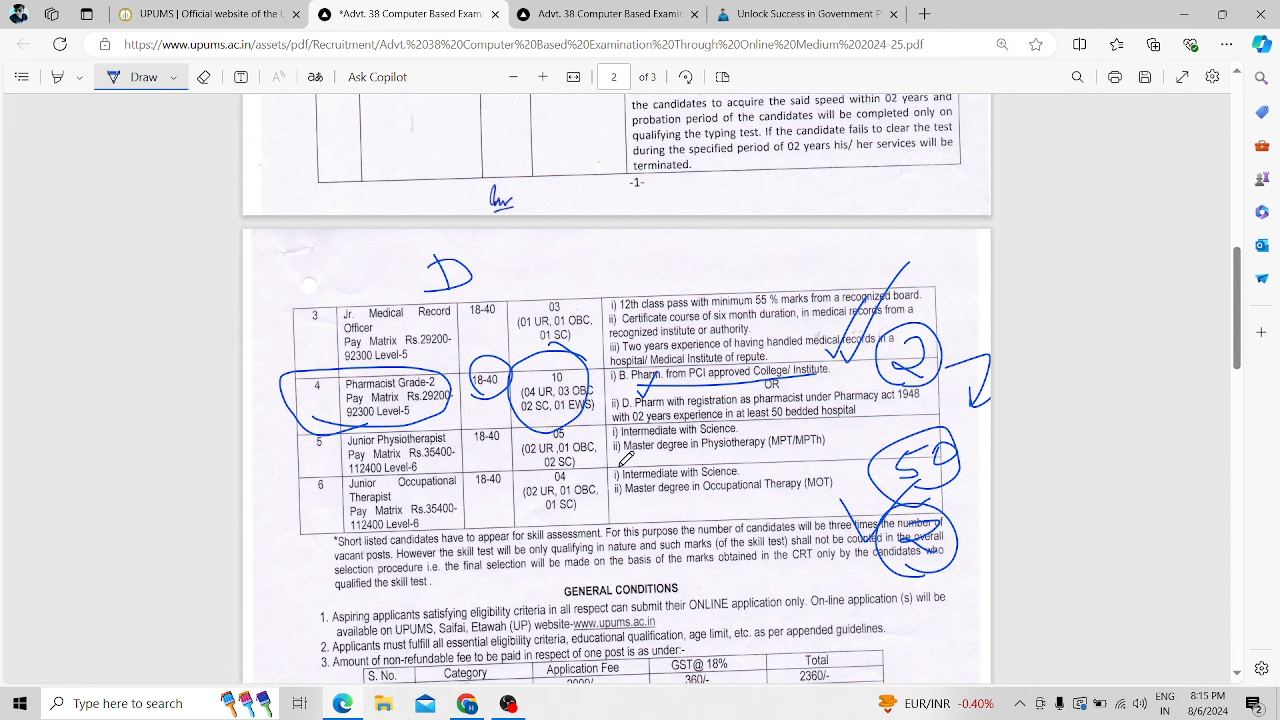 UPUMS | Official website of the U
*Advt. 38 Computer Based Exami
Advt. 38 Computer Based Examin
Unlock Success in Government P
https://www.upums.ac.in/assets/pdf/Recruitment/Advt.%2038%20Computer%20Based%20Examination%20Through%20Online%20Medium%202024-25.pdf
Draw
Ask Copilot
2 of 3
the candidates to acquire the said speed within 02 years and
probation period of the candidates will be completed only on
qualifying the typing test. If the candidate fails to clear the test
during the specified period of 02 years his/ her services will be
terminated.
-1-
D
3 Jr. Medical Record Officer Pay Matrix Rs.29200-92300 Level-5 18-40 03 (01 UR, 01 OBC, 01 SC)
i) 12th class pass with minimum 55 % marks from a recognized board.
ii) Certificate course of six month duration, in medical records from a
recognized institute or authority.
iii) Two years experience of having handled medical records in a
hospital/ Medical Institute of repute.
2
4 Pharmacist Grade-2 Pay Matrix Rs.29200-92300 Level-5 18-40 10 (04 UR, 03 OBC 02 SC, 01 EWS)
i) B. Pharm. from PCI approved College/ Institute.
OR
ii) D. Pharm with registration as pharmacist under Pharmacy act 1948
with 02 years experience in at least 50 bedded hospital
5 Junior Physiotherapist Pay Matrix Rs.35400-112400 Level-6 18-40 05 (02 UR ,01 OBC, 02 SC)
i) Intermediate with Science.
ii) Master degree in Physiotherapy (MPT/MPTh)
50
6 Junior Occupational Therapist Pay Matrix Rs.35400-112400 Level-6 18-40 04 (02 UR, 01 OBC, 01 SC)
i) Intermediate with Science.
ii) Master degree in Occupational Therapy (MOT)
2
*Short listed candidates have to appear for skill assessment. For this purpose the number of candidates will be three times the number of
vacant posts. However the skill test will be only qualifying in nature and such marks (of the skill test) shall not be counted in the overall
selection procedure i.e. the final selection will be made on the basis of the marks obtained in the CRT only by the candidates who
qualified the skill test .
GENERAL CONDITIONS
1. Aspiring applicants satisfying eligibility criteria in all respect can submit their ONLINE application only. On-line application (s) will be
available on UPUMS, Saifai, Etawah (UP) website-www.upums.ac.in
2. Applicants must fulfill all essential eligibility criteria, educational qualification, age limit, etc. as per appended guidelines.
3. Amount of non-refundable fee to be paid in respect of one post is as under:-
S. No. Category Application Fee GST@ 18% Total
360/- 2360/-
Type here to search
EUR/INR -0.40%
ENG
IN
8:15 PM
8/6/2024
2